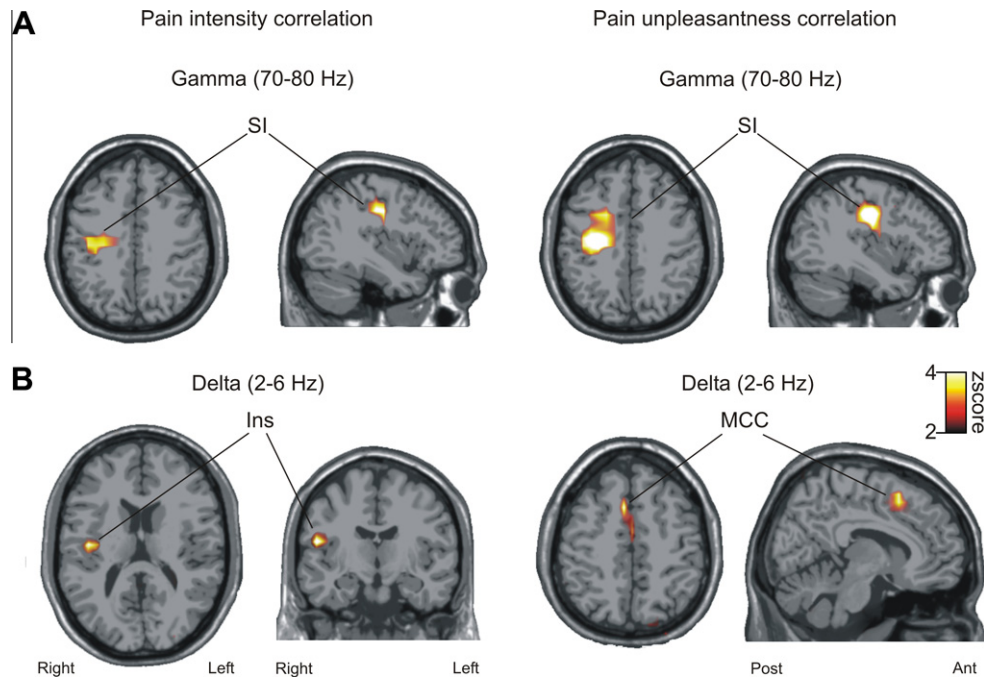 A
Pain intensity correlation
Pain unpleasantness correlation
Gamma (70-80 Hz)
Gamma (70-80 Hz)
SI
SI
B
Delta (2-6 Hz)
Delta (2-6 Hz)
Ins
MCC
4
2
zscore
Right
Left
Right
Left
Post
Ant